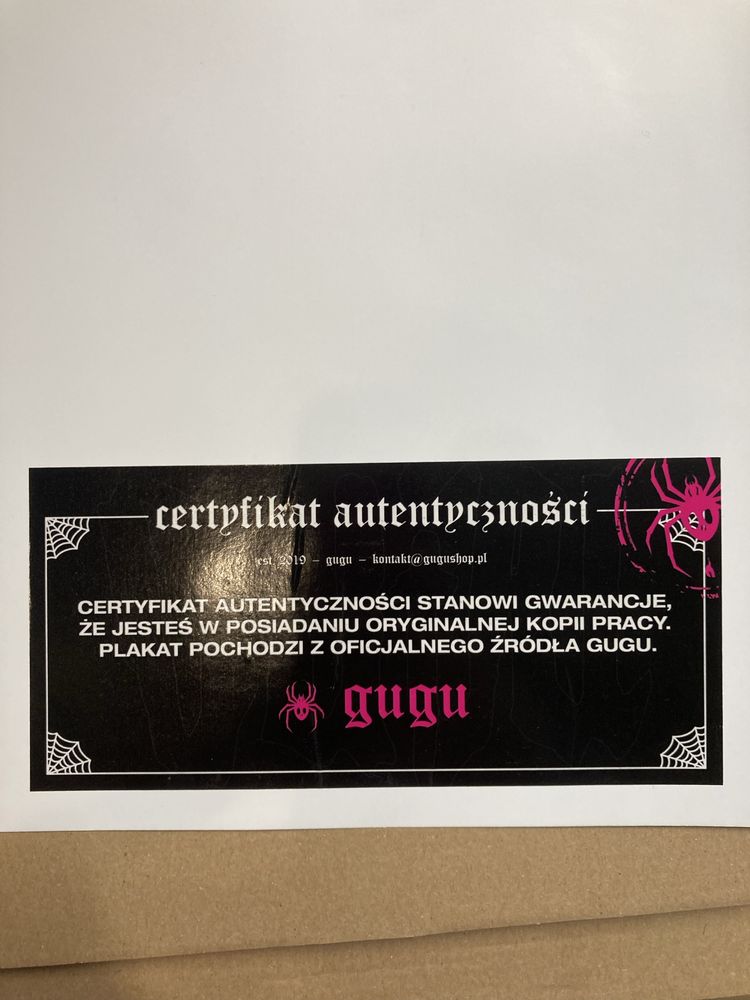 certyfikat autentyczności
est. 2019 – gugu – kontakt@gugushop.pl
CERTYFIKAT AUTENTYCZNOŚCI STANOWI GWARANCJE,
ŻE JESTEŚ W POSIADANIU ORYGINALNEJ KOPII PRACY.
PLAKAT POCHODZI Z OFICJALNEGO ŹRÓDŁA GUGU.
gugu